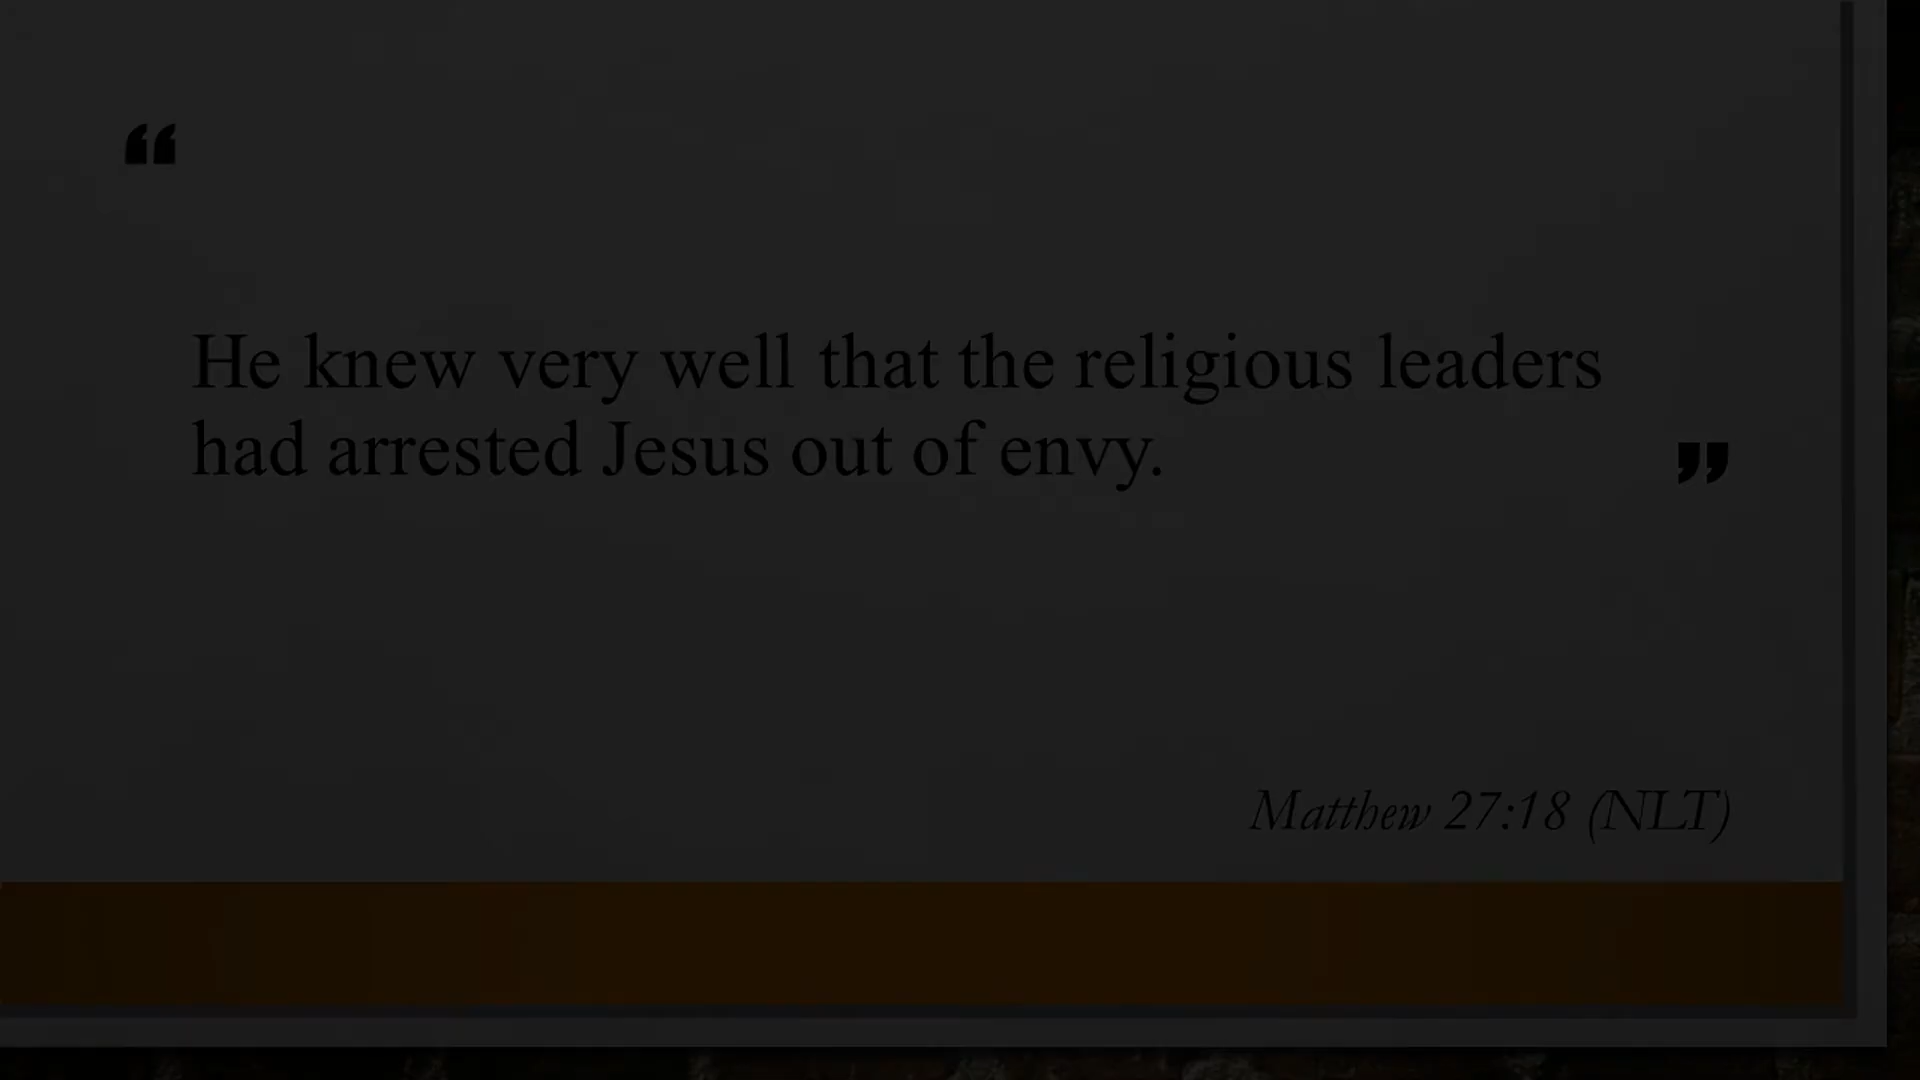 “
He knew very well that the religious leaders
had arrested Jesus out of envy.
”
Matthew 27:18 (NLT)